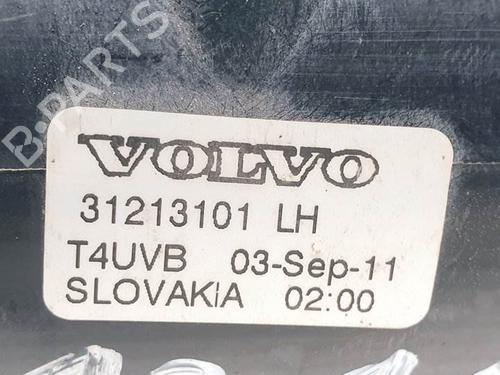 B-PARTS
VOLVO
31213101 LH
T4UVB 03-Sep-11
SLOVAKIA 02:00